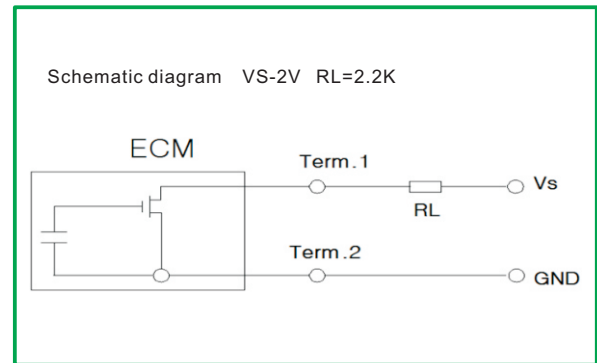 Schematic diagram VS-2V RL=2.2K
ECM
Term.1
Vs
RL
Term.2
GND